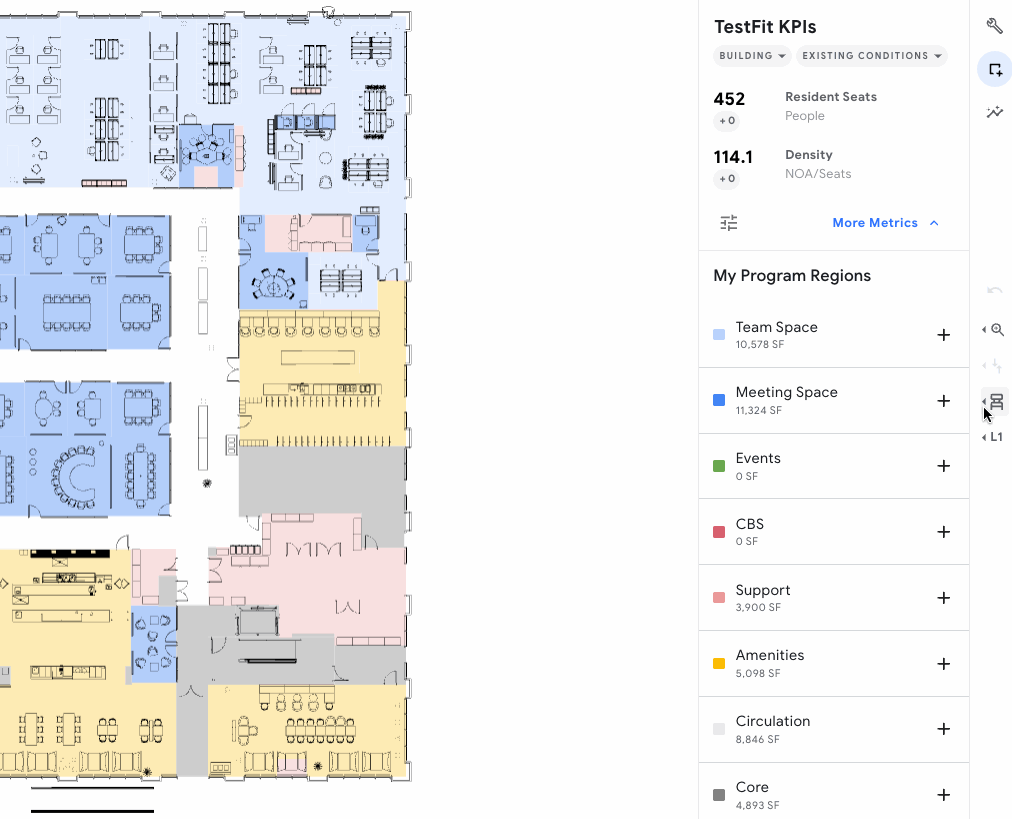 TestFit KPIs
BUILDING
EXISTING CONDITIONS
452
Resident Seats
+ 0
People
114.1
Density
+ 0
NOA/Seats
More Metrics
My Program Regions
Team Space
10,578 SF
Meeting Space
11,324 SF
Events
0 SF
CBS
0 SF
Support
3,900 SF
Amenities
5,098 SF
Circulation
8,846 SF
Core
4,893 SF
L1